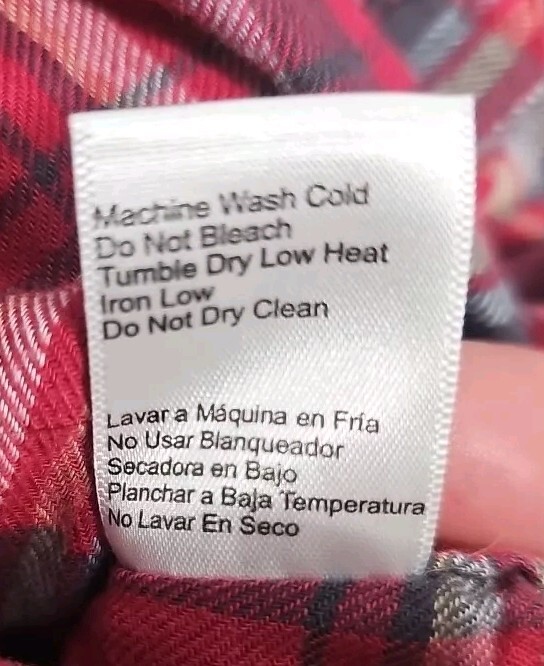 Machine Wash Cold
Do Not Bleach
Tumble Dry Low Heat
Iron Low
Do Not Dry Clean
Lavar a Máquina en Fría
No Usar Blanqueador
Secadora en Bajo
Planchar a Baja Temperatura
No Lavar En Seco